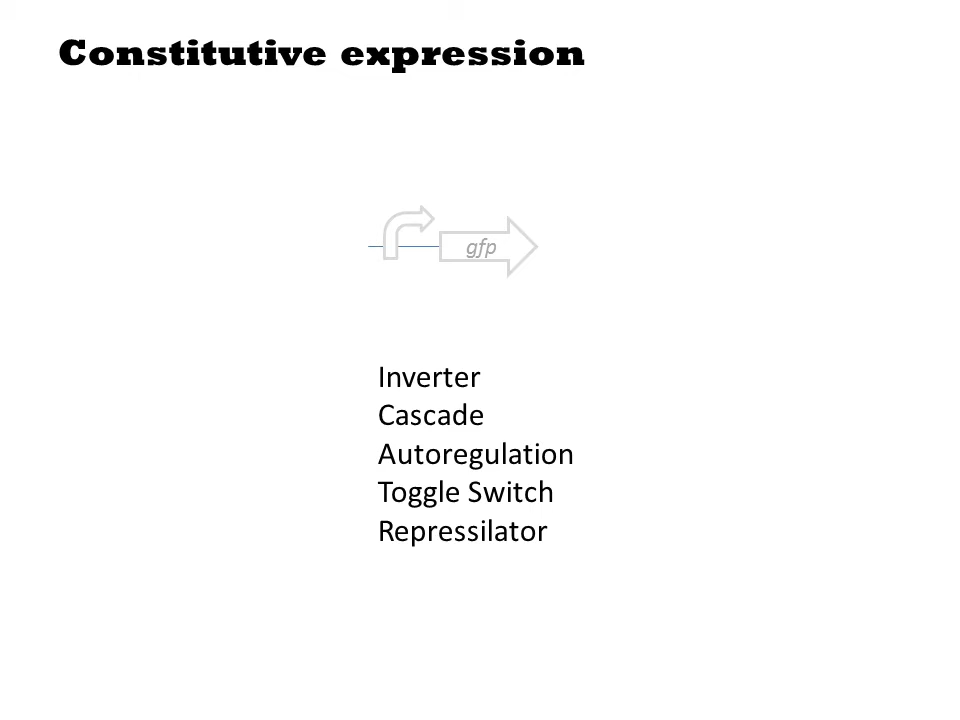 Constitutive expression
gfp
Inverter
Cascade
Autoregulation
Toggle Switch
Repressilator